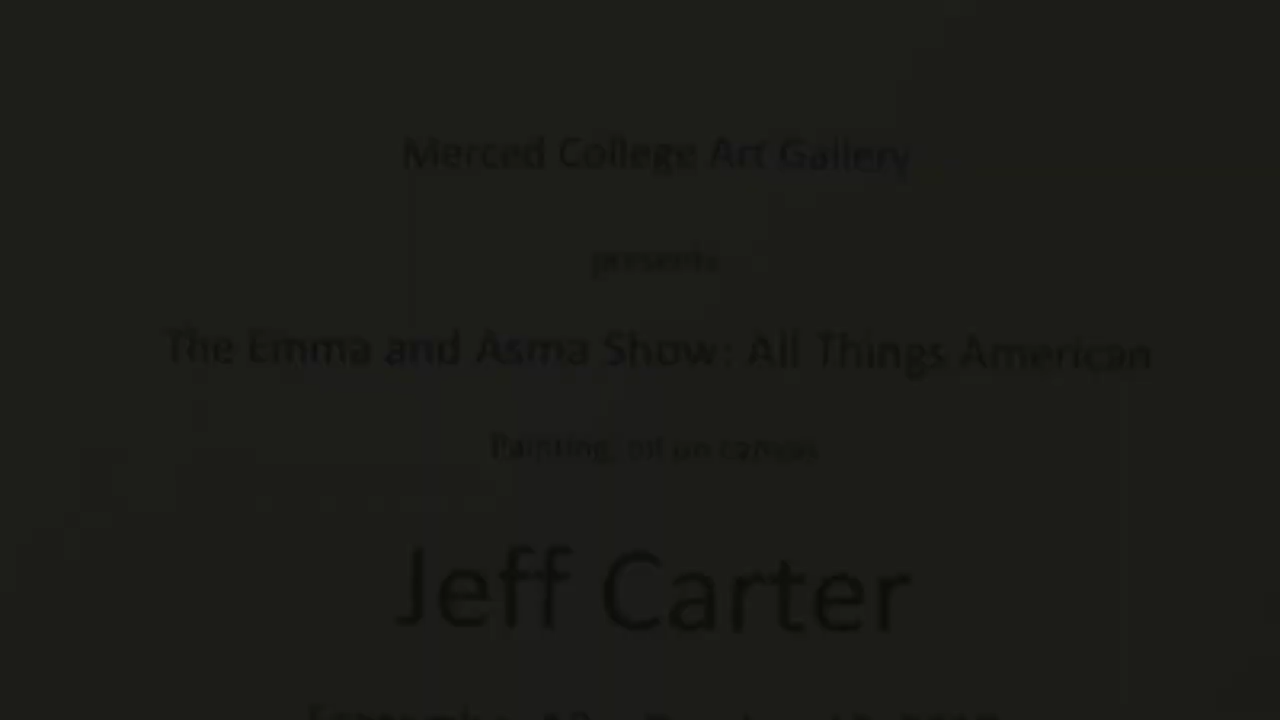 Merced College Art Gallery
presents
The Emma and Asma Show: All Things American
Painting, oil on canvas
Jeff Carter